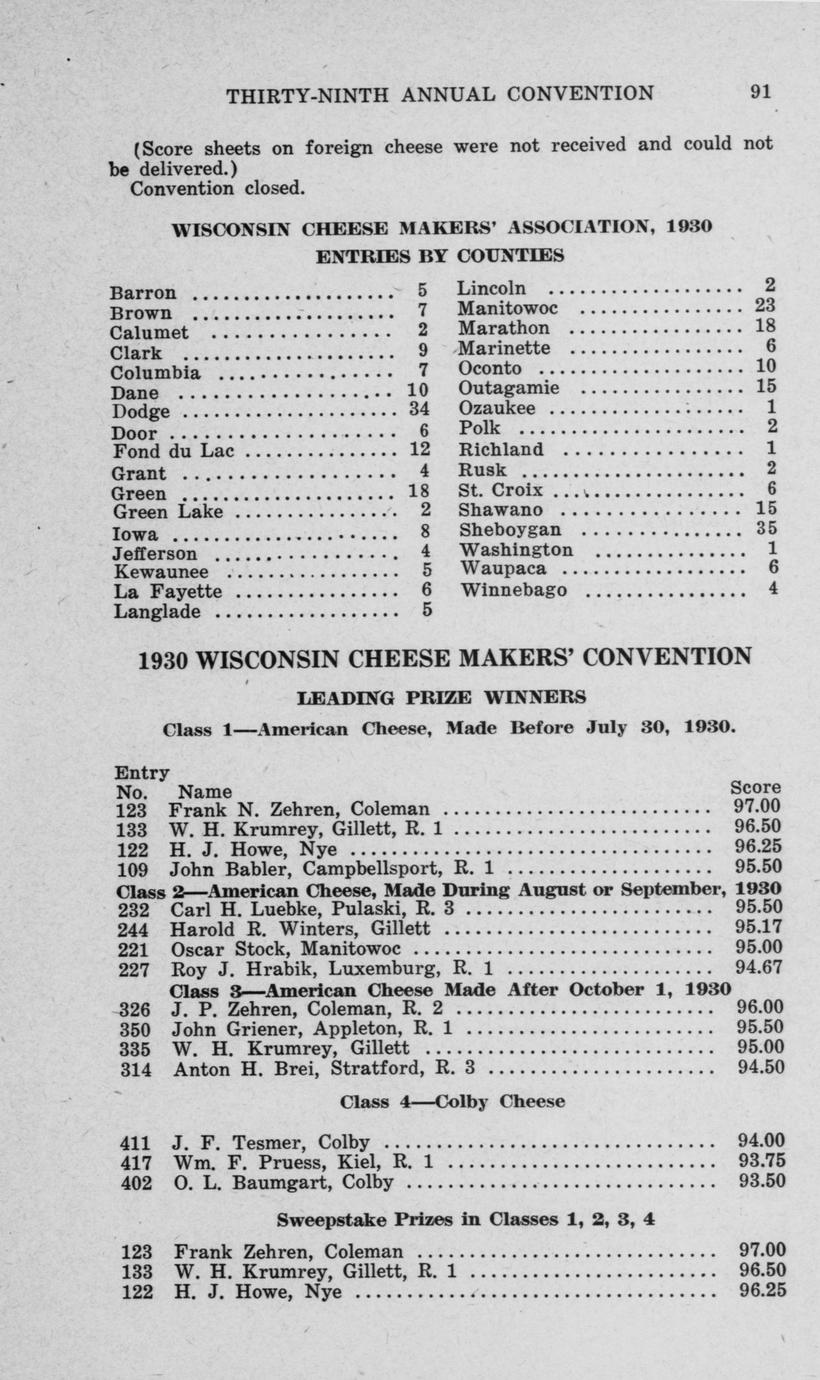 THIRTY-NINTH ANNUAL CONVENTION 91
(Score sheets on foreign cheese were not received and could not
be delivered.)
Convention closed.
WISCONSIN CHEESE MAKERS' ASSOCIATION, 1930
ENTRIES BY COUNTIES
Barron .................... 5
Brown .................... 7
Calumet .................. 2
Clark ..................... 9
Columbia ................. 7
Dane ..................... 10
Dodge ..................... 34
Door ...................... 6
Fond du Lac ............... 12
Grant ..................... 4
Green ..................... 18
Green Lake ................ 2
Iowa ...................... 8
Jefferson .................. 4
Kewaunee ................. 5
La Fayette ................ 6
Langlade .................. 5
Lincoln ................... 2
Manitowoc ................ 23
Marathon ................. 18
Marinette ................. 6
Oconto .................... 10
Outagamie ................ 15
Ozaukee ................... 1
Polk ...................... 2
Richland .................. 1
Rusk ...................... 2
St. Croix ................... 6
Shawano .................. 15
Sheboygan ................ 35
Washington ............... 1
Waupaca .................. 6
Winnebago ................ 4
1930 WISCONSIN CHEESE MAKERS' CONVENTION
LEADING PRIZE WINNERS
Class 1—American Cheese, Made Before July 30, 1930.
Entry
No. Name Score
123 Frank N. Zehren, Coleman .......................... 97.00
133 W. H. Krumrey, Gillett, R. 1 ......................... 96.50
122 H. J. Howe, Nye ................................... 96.25
109 John Babler, Campbellsport, R. 1 .................... 95.50
Class 2—American Cheese, Made During August or September, 1930
232 Carl H. Luebke, Pulaski, R. 3 ........................ 95.50
244 Harold R. Winters, Gillett .......................... 95.17
221 Oscar Stock, Manitowoc ............................. 95.00
227 Roy J. Hrabik, Luxemburg, R. 1 .................... 94.67
Class 3—American Cheese Made After October 1, 1930
326 J. P. Zehren, Coleman, R. 2 ......................... 96.00
350 John Griener, Appleton, R. 1 ........................ 95.50
335 W. H. Krumrey, Gillett ............................ 95.00
314 Anton H. Brei, Stratford, R. 3 ...................... 94.50
Class 4—Colby Cheese
411 J. F. Tesmer, Colby ................................ 94.00
417 Wm. F. Pruess, Kiel, R. 1 .......................... 93.75
402 O. L. Baumgart, Colby .............................. 93.50
Sweepstake Prizes in Classes 1, 2, 3, 4
123 Frank Zehren, Coleman ............................. 97.00
133 W. H. Krumrey, Gillett, R. 1 ........................ 96.50
122 H. J. Howe, Nye ................................... 96.25